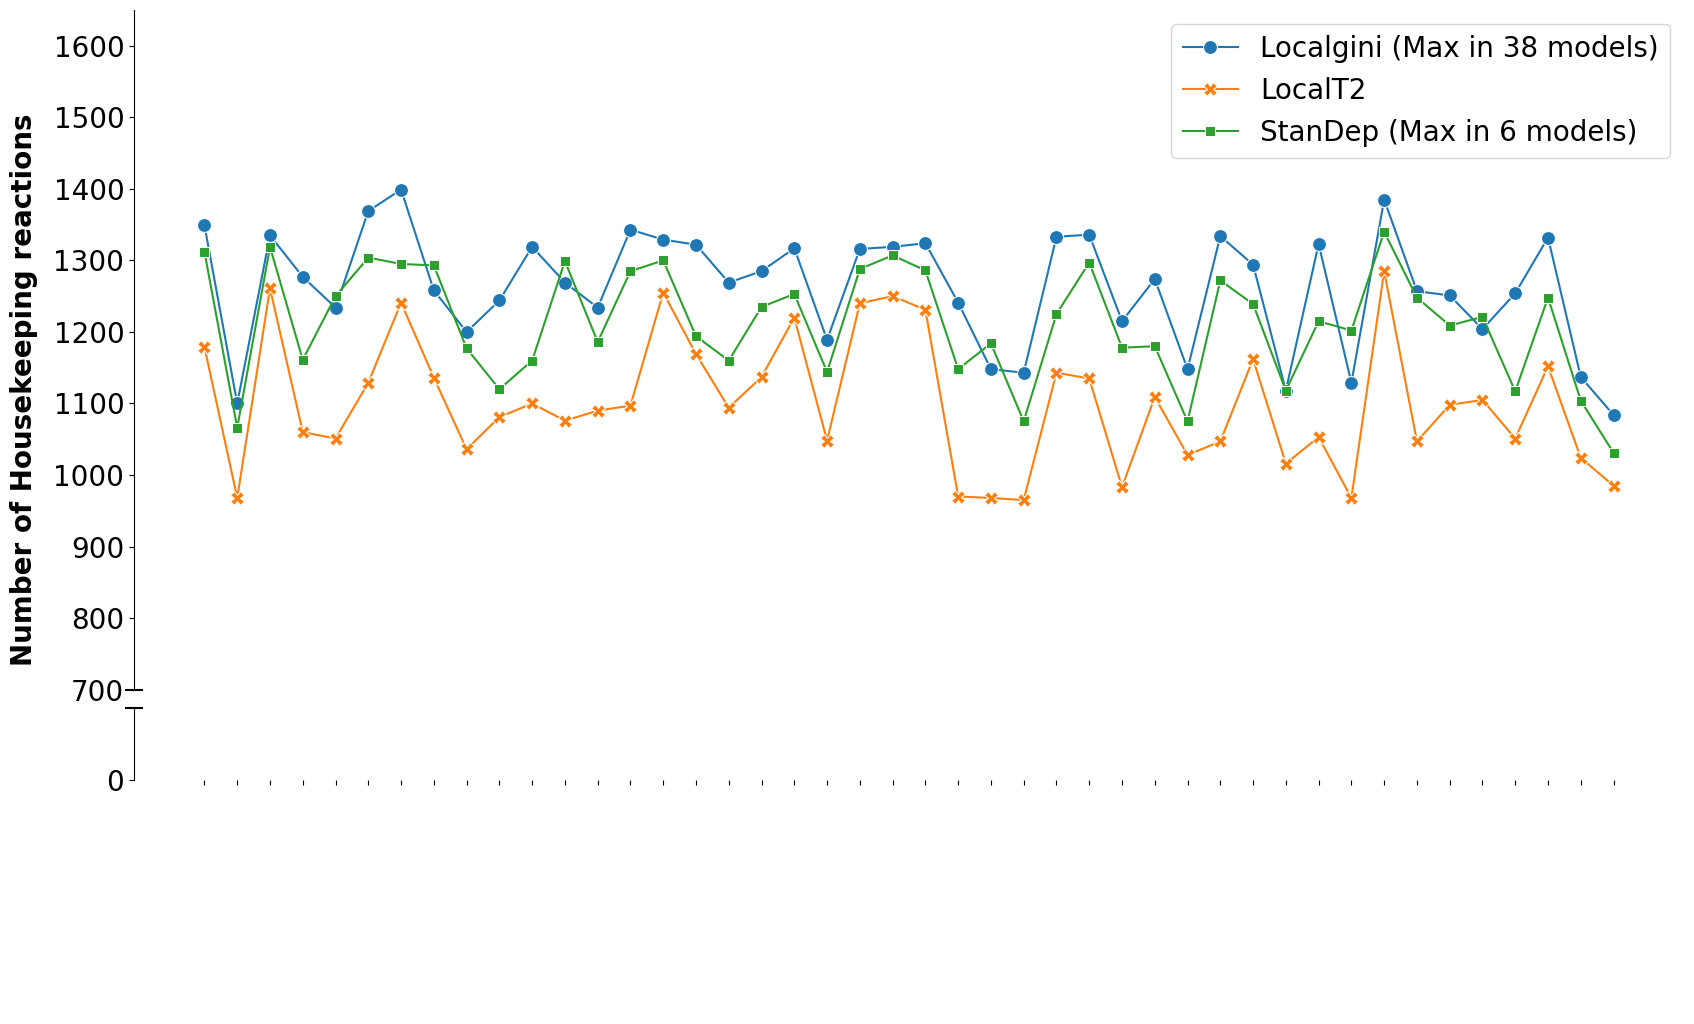 Number of Housekeeping reactions
1600
1500
1400
1300
1200
1100
1000
900
800
700
0
Localgini (Max in 38 models)
LocalT2
StanDep (Max in 6 models)